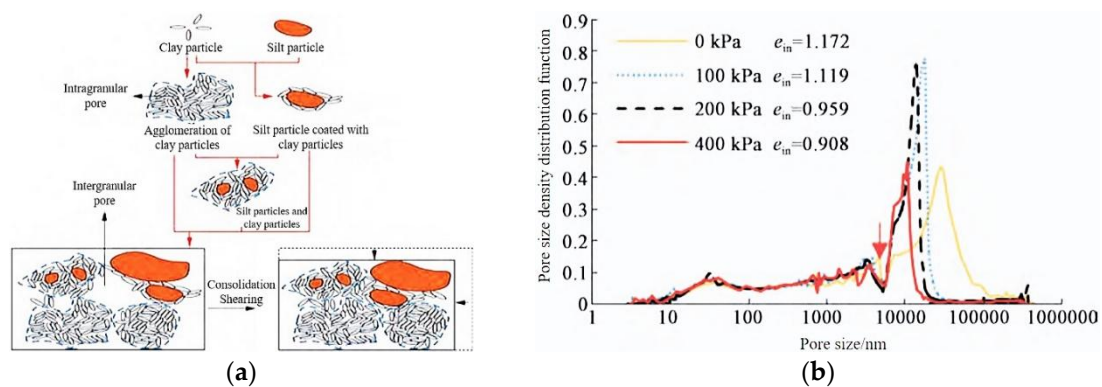 Clay particle
Silt particle
Intragranular
pore
Agglomeration of
clay particles
Silt particle coated with
clay particles
Intergranular
pore
Silt particles and
clay particles
Consolidation
Shearing
(a)
Pore size density distribution function
0.9
0.8
0.7
0.6
0.5
0.4
0.3
0.2
0.1
0
0 kPa e_in=1.172
100 kPa e_in=1.119
200 kPa e_in=0.959
400 kPa e_in=0.908
1 10 100 1000 10000 100000 1000000
Pore size/nm
(b)